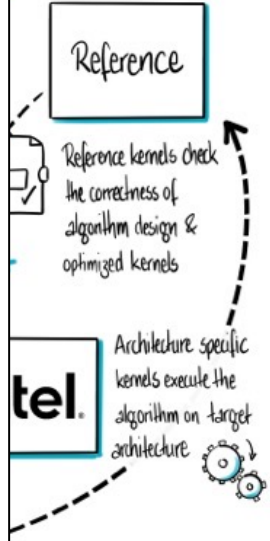 Reference
Reference kernels check
the correctness of
algorithm design &
optimized kernels
Architecture specific
kernels execute the
algorithm on target
architecture
tel.